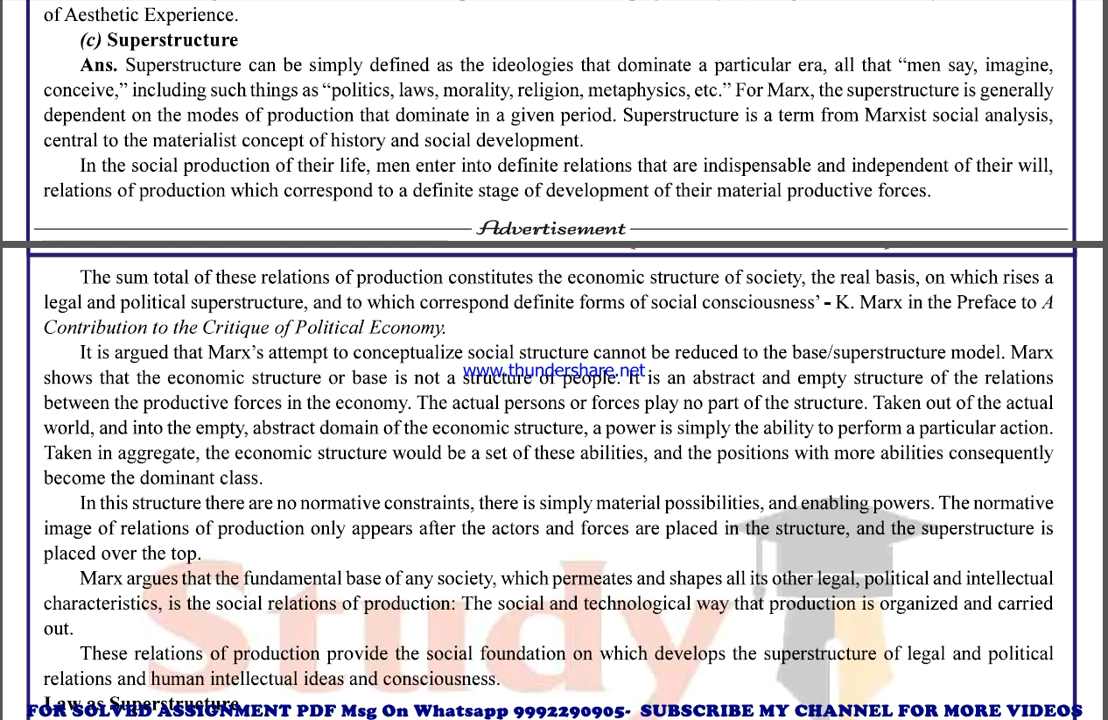 of Aesthetic Experience.
(c) Superstructure
Ans. Superstructure can be simply defined as the ideologies that dominate a particular era, all that “men say, imagine,
conceive,” including such things as “politics, laws, morality, religion, metaphysics, etc.” For Marx, the superstructure is generally
dependent on the modes of production that dominate in a given period. Superstructure is a term from Marxist social analysis,
central to the materialist concept of history and social development.
In the social production of their life, men enter into definite relations that are indispensable and independent of their will,
relations of production which correspond to a definite stage of development of their material productive forces.
Advertisement
The sum total of these relations of production constitutes the economic structure of society, the real basis, on which rises a
legal and political superstructure, and to which correspond definite forms of social consciousness’ - K. Marx in the Preface to A
Contribution to the Critique of Political Economy.
It is argued that Marx’s attempt to conceptualize social structure cannot be reduced to the base/superstructure model. Marx
www.thundershare.net
shows that the economic structure or base is not a structure of people. It is an abstract and empty structure of the relations
between the productive forces in the economy. The actual persons or forces play no part of the structure. Taken out of the actual
world, and into the empty, abstract domain of the economic structure, a power is simply the ability to perform a particular action.
Taken in aggregate, the economic structure would be a set of these abilities, and the positions with more abilities consequently
become the dominant class.
In this structure there are no normative constraints, there is simply material possibilities, and enabling powers. The normative
image of relations of production only appears after the actors and forces are placed in the structure, and the superstructure is
placed over the top.
Marx argues that the fundamental base of any society, which permeates and shapes all its other legal, political and intellectual
characteristics, is the social relations of production: The social and technological way that production is organized and carried
out.
These relations of production provide the social foundation on which develops the superstructure of legal and political
relations and human intellectual ideas and consciousness.
Study
Law as Superstructure
FOR SOLVED ASSIGNMENT PDF Msg On Whatsapp 9992290905- SUBSCRIBE MY CHANNEL FOR MORE VIDEOS